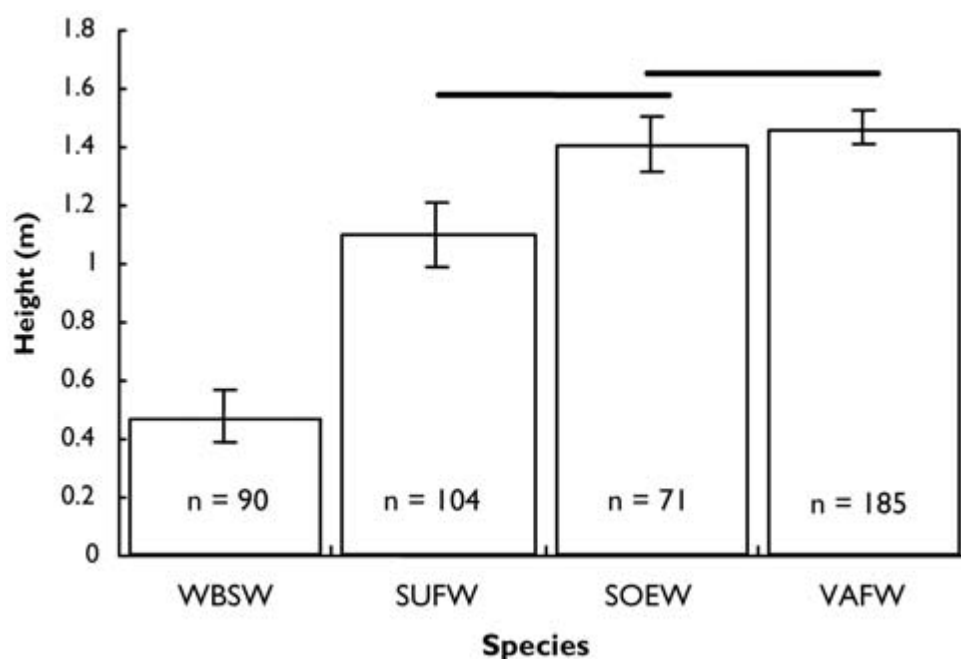 1.8
1.6
1.4
1.2
1
0.8
0.6
0.4
0.2
0
Height (m)
n = 90
n = 104
n = 71
n = 185
WBSW
SUFW
SOEW
VAFW
Species